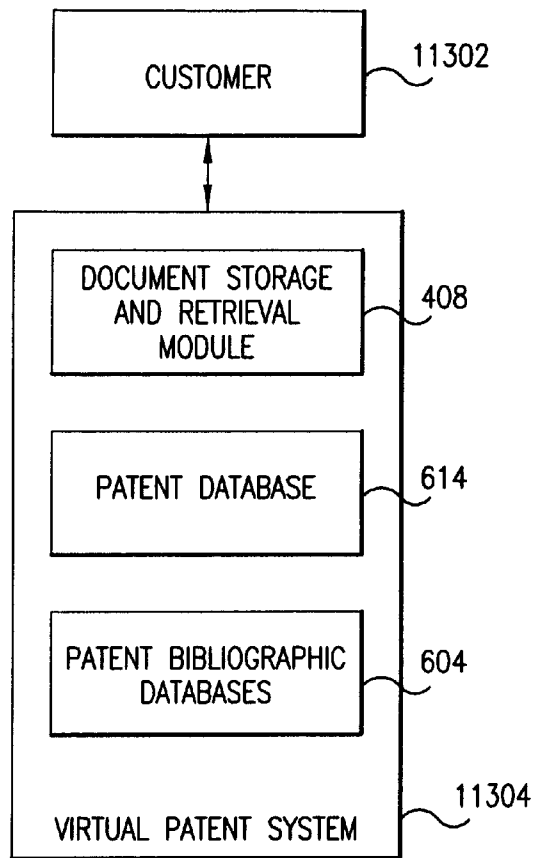 CUSTOMER
11302
DOCUMENT STORAGE
AND RETRIEVAL
MODULE
408
PATENT DATABASE
614
PATENT BIBLIOGRAPHIC
DATABASES
604
VIRTUAL PATENT SYSTEM
11304